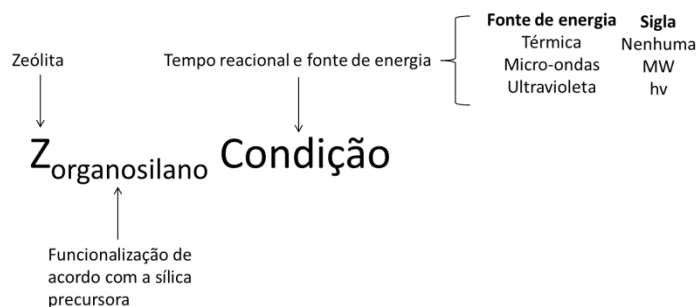 Fonte de energia Sigla
Térmica Nenhuma
Micro-ondas MW
Ultravioleta hv
Zeólita
Tempo reacional e fonte de energia
Zorganosilano Condição
Funcionalização de
acordo com a sílica
precursora